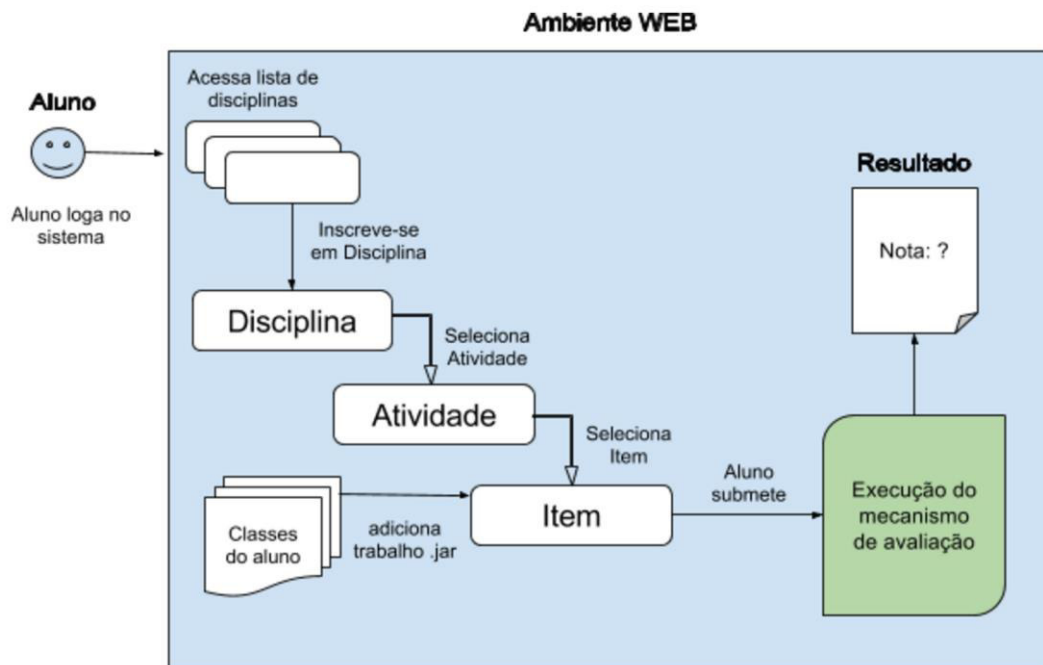 Ambiente WEB
Aluno
Aluno loga no
sistema
Acessa lista de
disciplinas
Inscreve-se
em Disciplina
Disciplina
Seleciona
Atividade
Atividade
Seleciona
Item
Classes
do aluno
adiciona
trabalho .jar
Item
Aluno
submete
Execução do
mecanismo
de avaliação
Resultado
Nota: ?